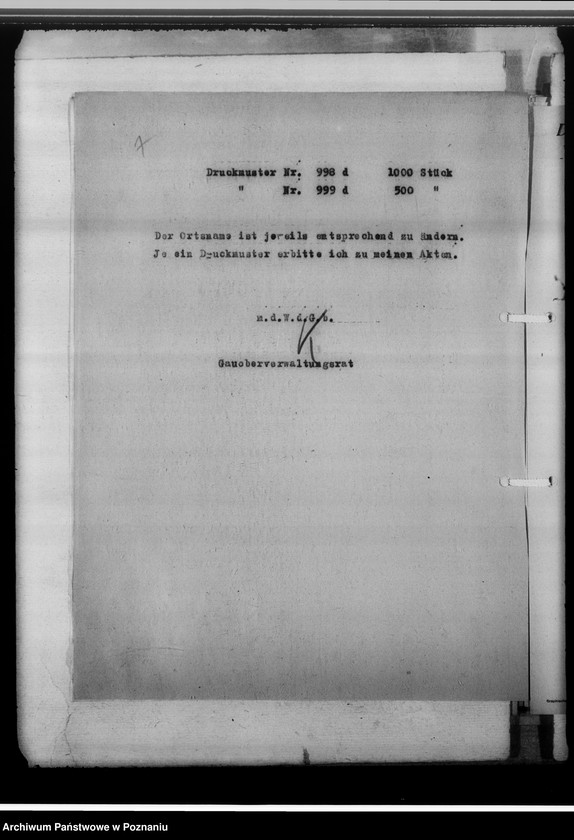 7
Druckmuster Nr. 998 d 1000 Stück
" Nr. 999 d 500 "
Der Ortsname ist jeweils entsprechend zu ändern.
Je ein Druckmuster erbitte ich zu meinen Akten.
m.d.W.d.G.b.
Gauoberverwaltungsrat
Archiwum Państwowe w Poznaniu